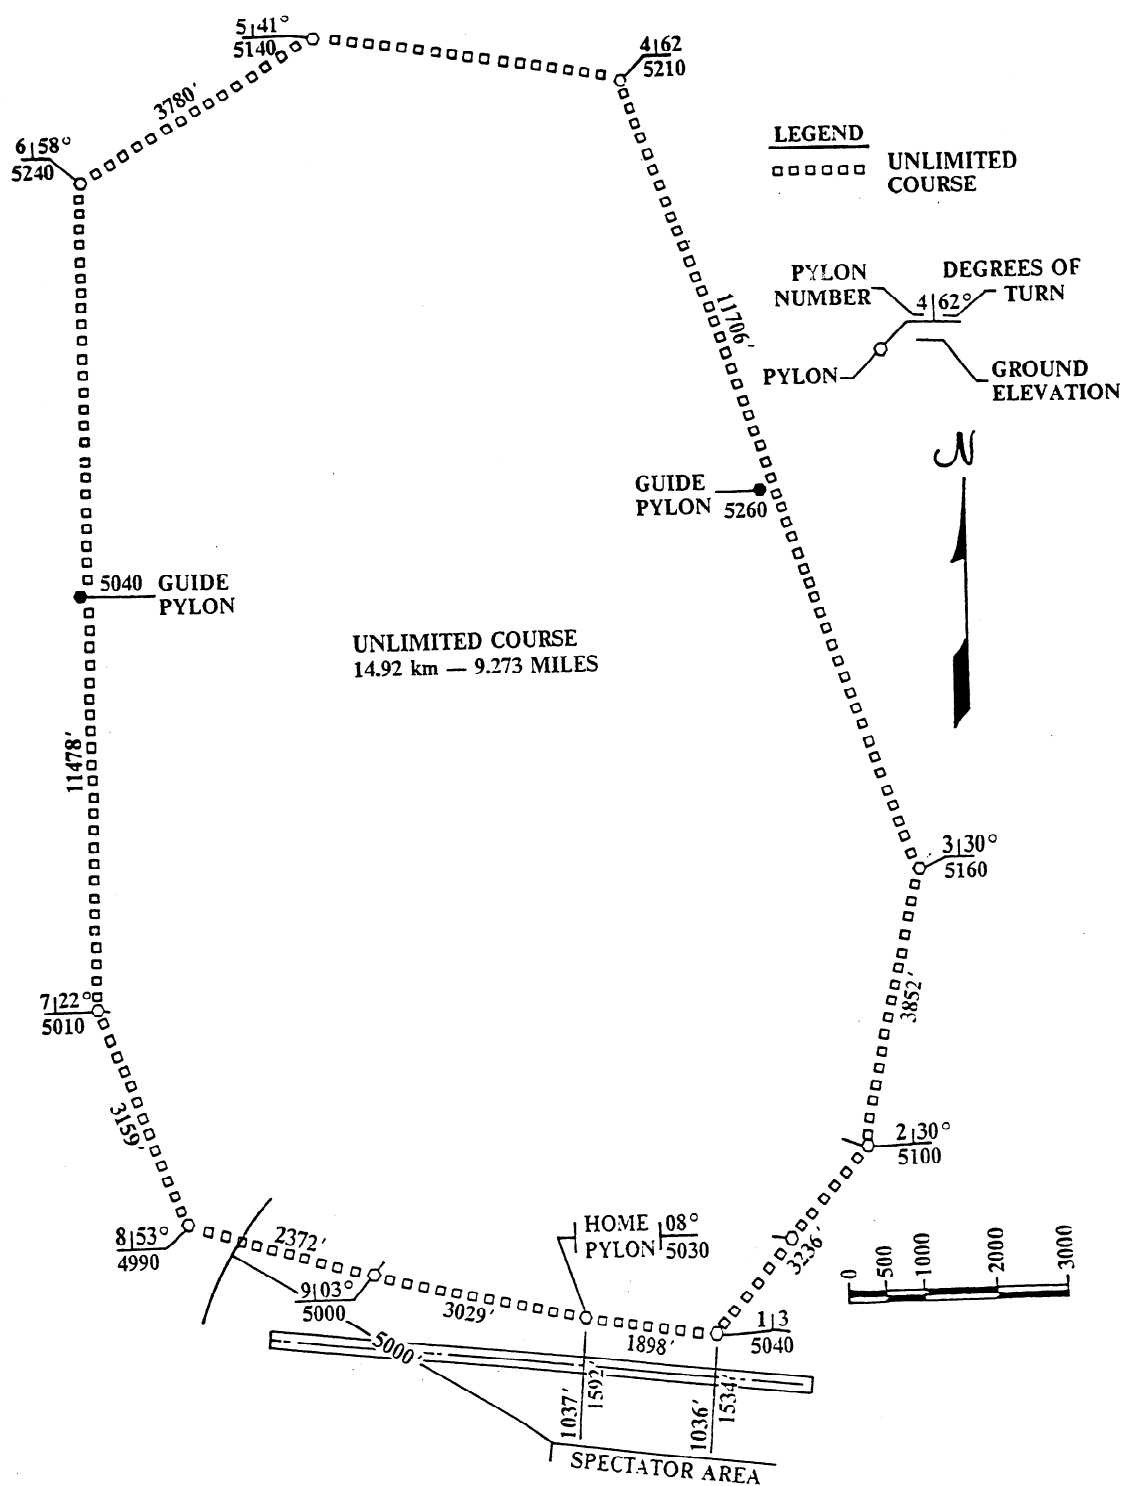 5|41°
5140
4|62
5210
3780'
6|58°
5240
LEGEND
UNLIMITED
COURSE
PYLON
NUMBER
DEGREES OF
TURN
4|62°
PYLON
GROUND
ELEVATION
11706'
N
GUIDE
PYLON
5260
5040
GUIDE
PYLON
UNLIMITED COURSE
14.92 km — 9.273 MILES
11478'
3|30°
5160
3852'
7|22°
5010
3159'
2|30°
5100
8|53°
4990
2372'
HOME
PYLON
08°
5030
3236'
0
500
1000
2000
3000
9|03°
5000
3029'
1898'
1|3
5040
5000'
1037'
1592'
1036'
1534'
SPECTATOR AREA